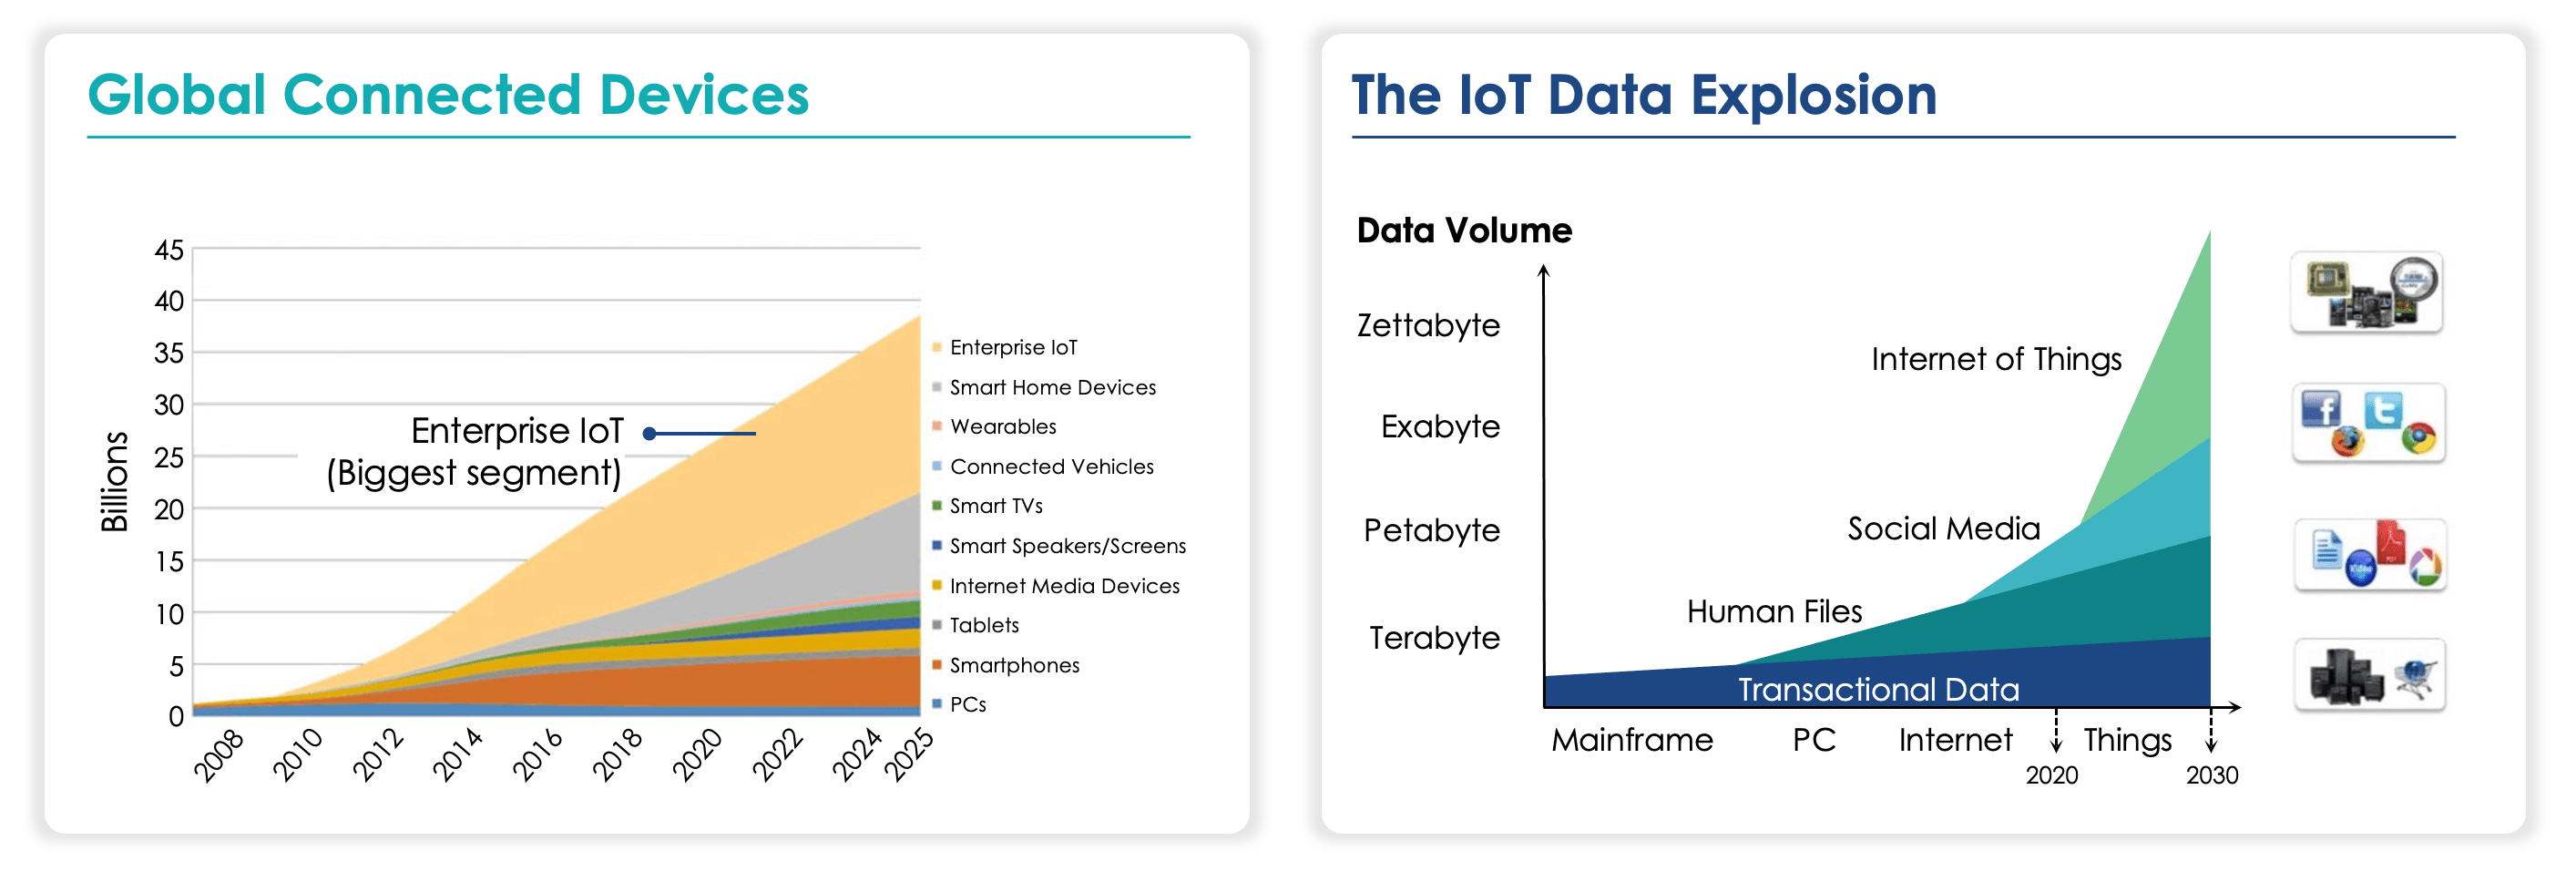 Global Connected Devices
45
40
35
30
25
20
15
10
5
0
Billions
Enterprise IoT
(Biggest segment)
2008
2010
2012
2014
2016
2018
2020
2022
2024
2025
Enterprise IoT
Smart Home Devices
Wearables
Connected Vehicles
Smart TVs
Smart Speakers/Screens
Internet Media Devices
Tablets
Smartphones
PCs
The IoT Data Explosion
Data Volume
Zettabyte
Exabyte
Petabyte
Terabyte
Internet of Things
Social Media
Human Files
Transactional Data
Mainframe
PC
Internet
Things
2020
2030